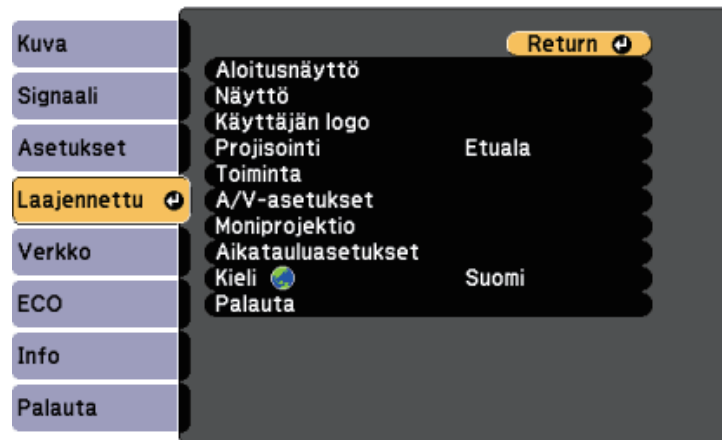 Kuva
Signaali
Asetukset
Laajennettu
Verkko
ECO
Info
Palauta
Return
Aloitusnäyttö
Näyttö
Käyttäjän logo
Projisointi Etuala
Toiminta
A/V-asetukset
Moniprojektio
Aikatauluasetukset
Kieli Suomi
Palauta